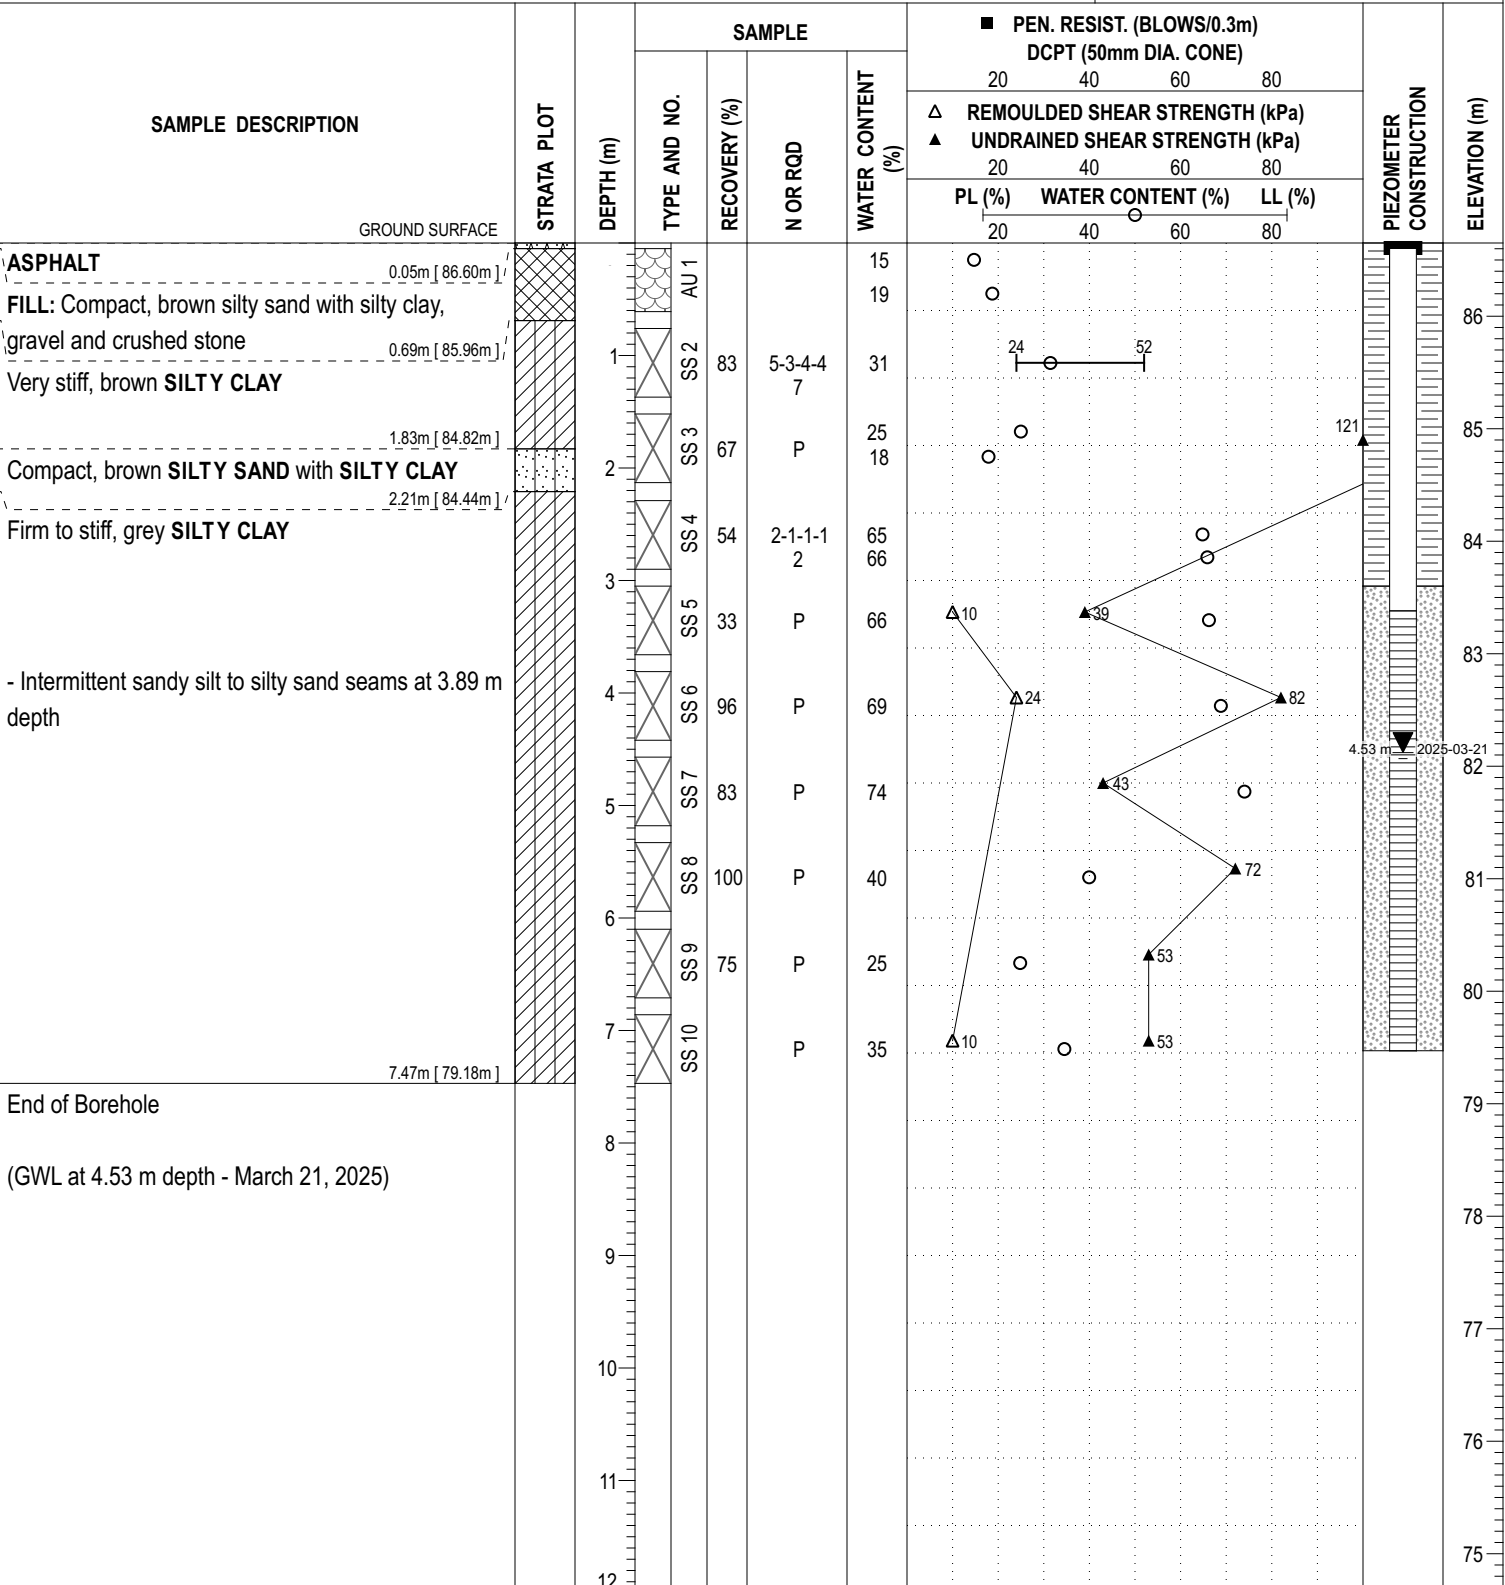 SAMPLE DESCRIPTION
GROUND SURFACE
STRATA PLOT
DEPTH (m)
SAMPLE
TYPE AND NO.
RECOVERY (%)
N OR RQD
WATER CONTENT
(%)
■ PEN. RESIST. (BLOWS/0.3m)
DCPT (50mm DIA. CONE)
20 40 60 80
△ REMOULDED SHEAR STRENGTH (kPa)
▲ UNDRAINED SHEAR STRENGTH (kPa)
20 40 60 80
PL (%) WATER CONTENT (%) LL (%)
20 40 60 80
PIEZOMETER
CONSTRUCTION
ELEVATION (m)
ASPHALT
0.05m [ 86.60m ]
FILL: Compact, brown silty sand with silty clay,
gravel and crushed stone
0.69m [ 85.96m ]
Very stiff, brown SILTY CLAY
1.83m [ 84.82m ]
Compact, brown SILTY SAND with SILTY CLAY
2.21m [ 84.44m ]
Firm to stiff, grey SILTY CLAY
- Intermittent sandy silt to silty sand seams at 3.89 m
depth
7.47m [ 79.18m ]
End of Borehole
(GWL at 4.53 m depth - March 21, 2025)
1
2
3
4
5
6
7
8
9
10
11
12
AU 1
15
19
SS 2 83 5-3-4-4 31
7
SS 3 67 P 25
18
SS 4 54 2-1-1-1 65
2 66
SS 5 33 P 66
SS 6 96 P 69
SS 7 83 P 74
SS 8 100 P 40
SS 9 75 P 25
SS 10 P 35
24 52
121
10 39
24 82
43
72
53
10 53
4.53 m 2025-03-21
86
85
84
83
82
81
80
79
78
77
76
75